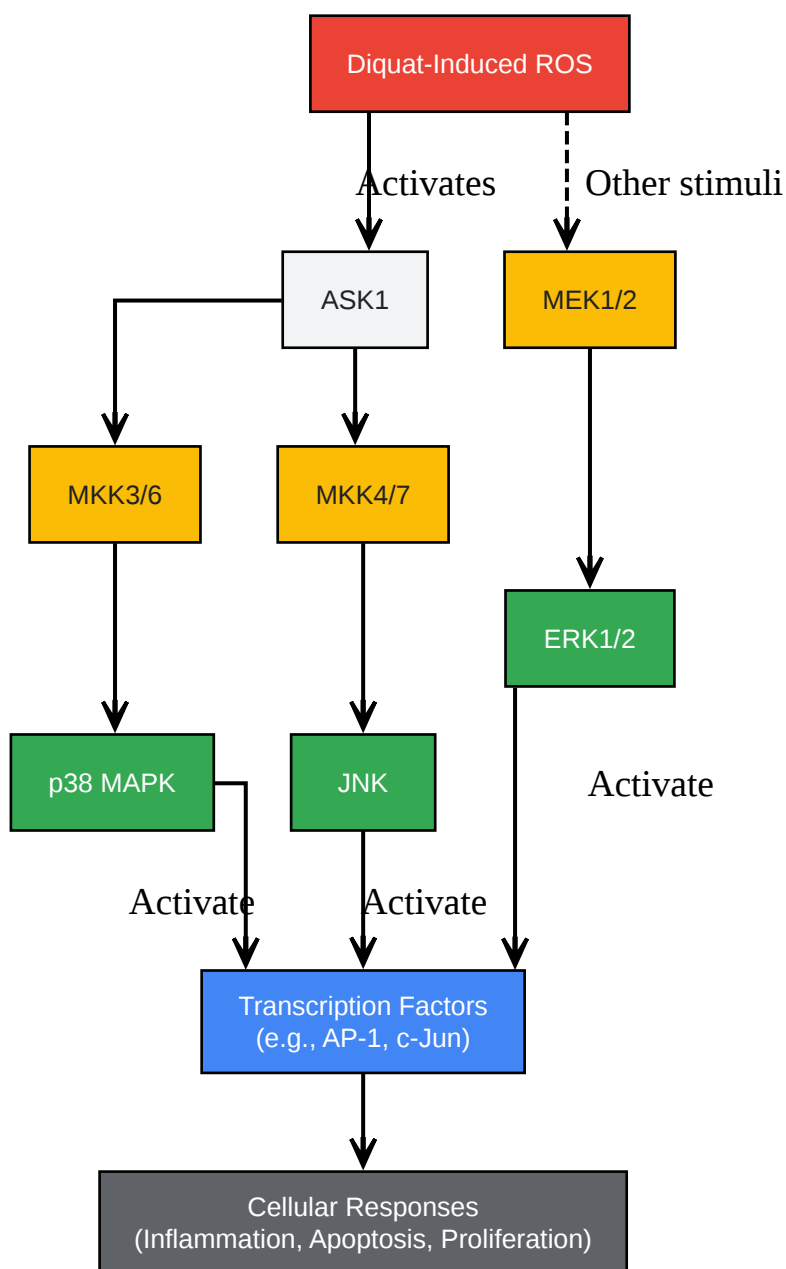 Diquat-Induced ROS
Activates
Other stimuli
ASK1
MEK1/2
MKK3/6
MKK4/7
ERK1/2
p38 MAPK
JNK
Activate
Activate
Activate
Transcription Factors
(e.g., AP-1, c-Jun)
Cellular Responses
(Inflammation, Apoptosis, Proliferation)